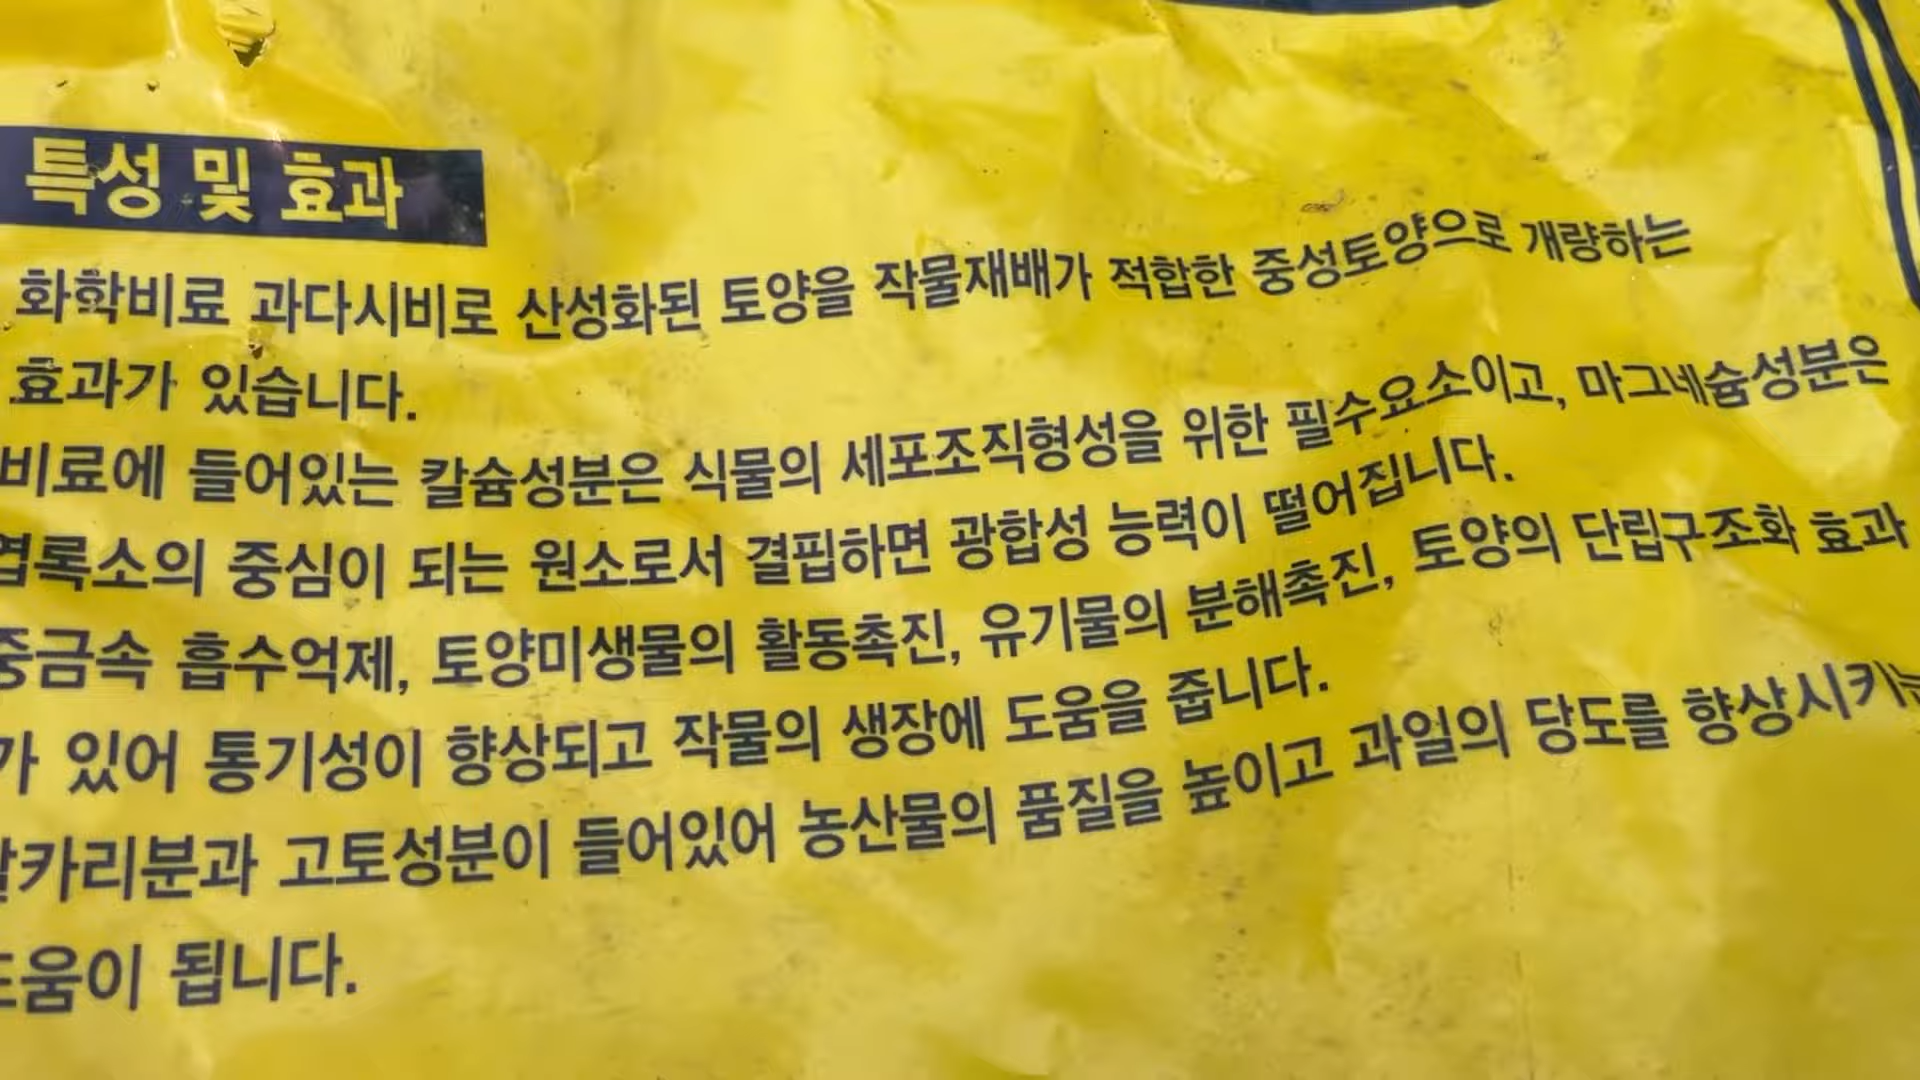 특성 및 효과
화학비료 과다시비로 산성화된 토양을 작물재배가 적합한 중성토양으로 개량하는
효과가 있습니다.
비료에 들어있는 칼슘성분은 식물의 세포조직형성을 위한 필수요소이고, 마그네슘성분은
엽록소의 중심이 되는 원소로서 결핍하면 광합성 능력이 떨어집니다.
중금속 흡수억제, 토양미생물의 활동촉진, 유기물의 분해촉진, 토양의 단립구조화 효과
가 있어 통기성이 향상되고 작물의 생장에 도움을 줍니다.
알카리분과 고토성분이 들어있어 농산물의 품질을 높이고 과일의 당도를 향상시키는
도움이 됩니다.